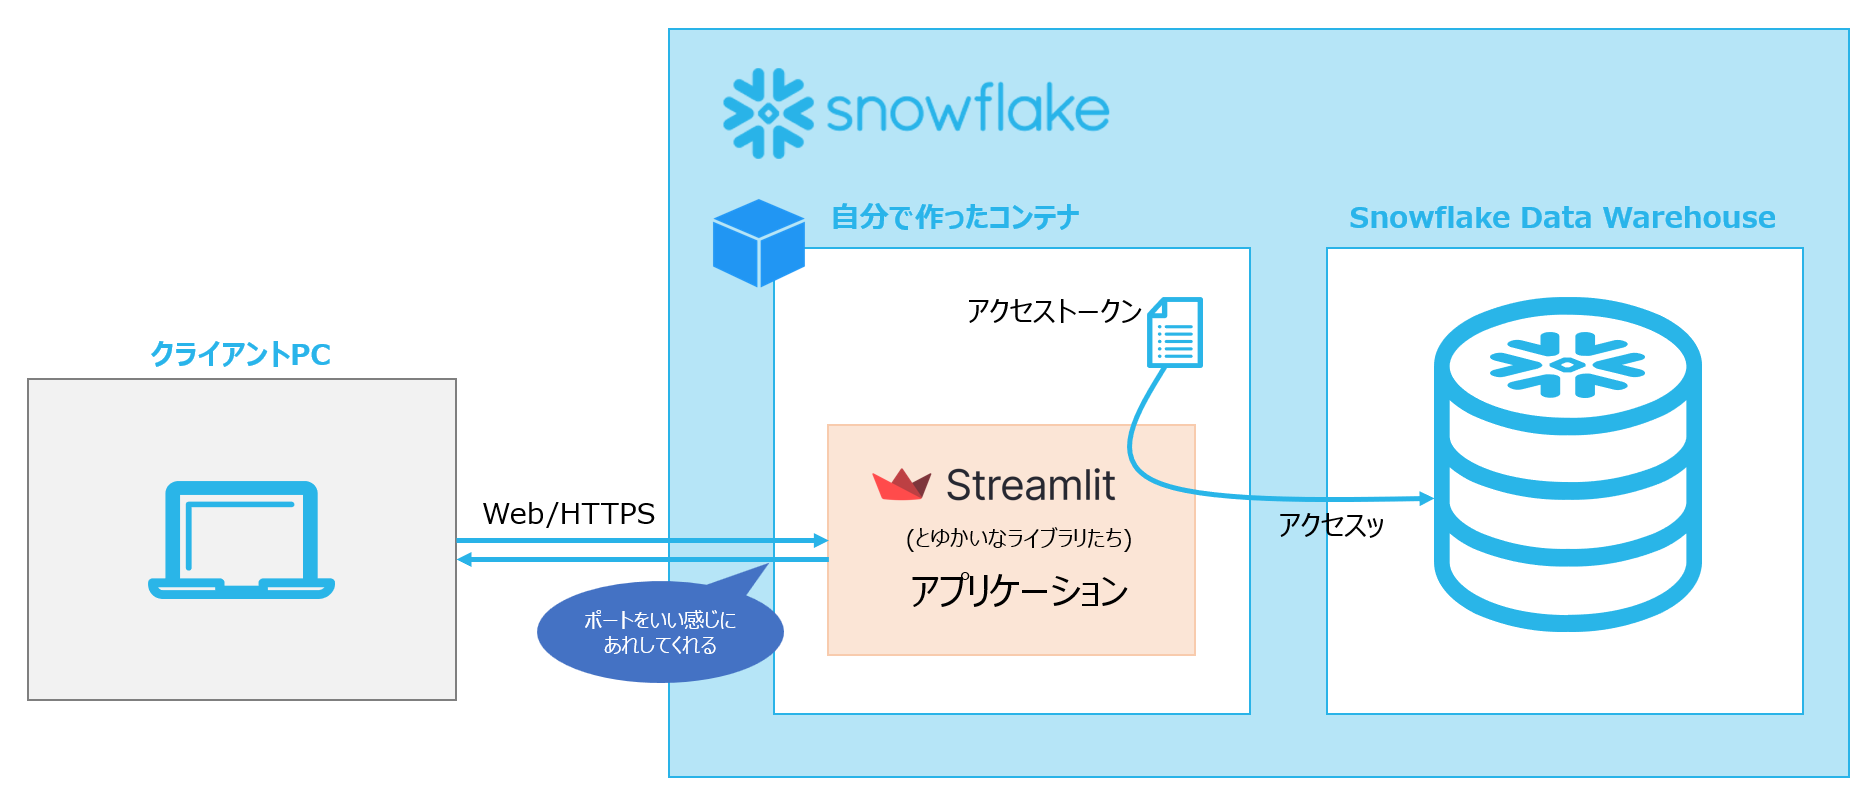 snowflake
自分で作ったコンテナ
Snowflake Data Warehouse
アクセストークン
クライアントPC
Streamlit
Web/HTTPS
(とゆかいなライブラリたち)
アクセスッ
アプリケーション
ポートをいい感じに
あれしてくれる